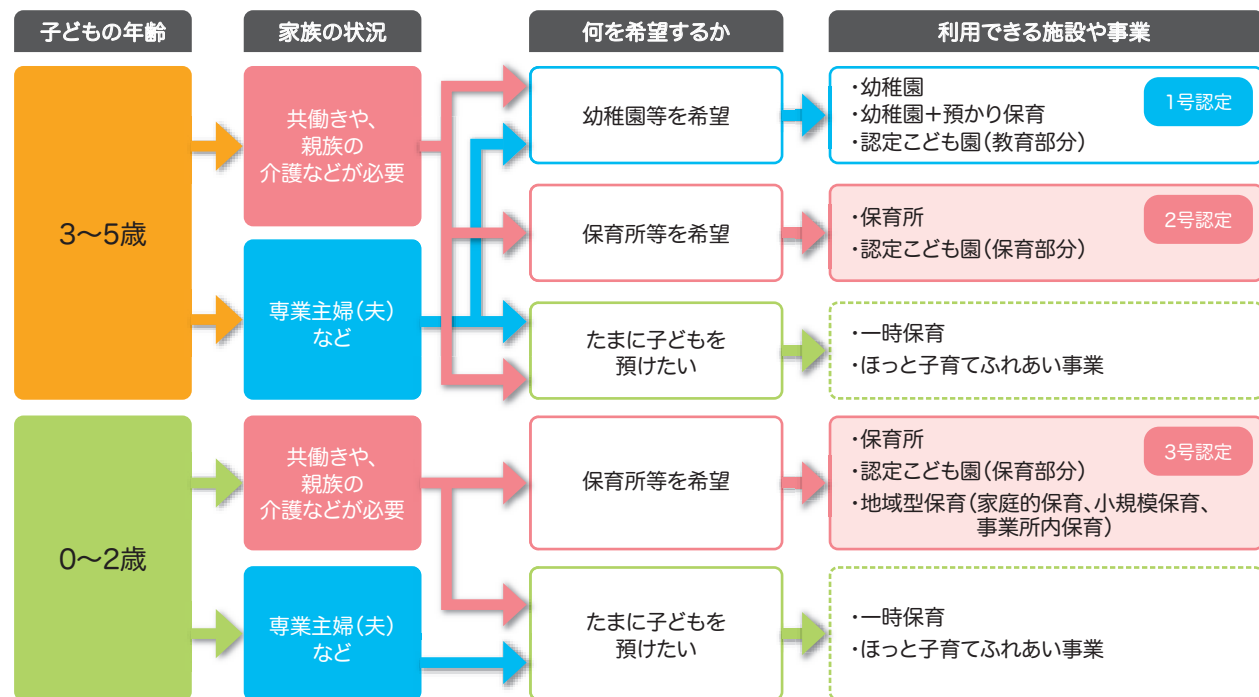 子どもの年齢
家族の状況
何を希望するか
利用できる施設や事業
3〜5歳
共働きや、
親族の
介護などが必要
専業主婦(夫)
など
幼稚園等を希望
・幼稚園
・幼稚園+預かり保育
・認定こども園(教育部分)
1号認定
保育所等を希望
・保育所
・認定こども園(保育部分)
2号認定
たまに子どもを
預けたい
・一時保育
・ほっと子育てふれあい事業
0〜2歳
共働きや、
親族の
介護などが必要
専業主婦(夫)
など
保育所等を希望
・保育所
・認定こども園(保育部分)
・地域型保育(家庭的保育、小規模保育、
事業所内保育)
3号認定
たまに子どもを
預けたい
・一時保育
・ほっと子育てふれあい事業